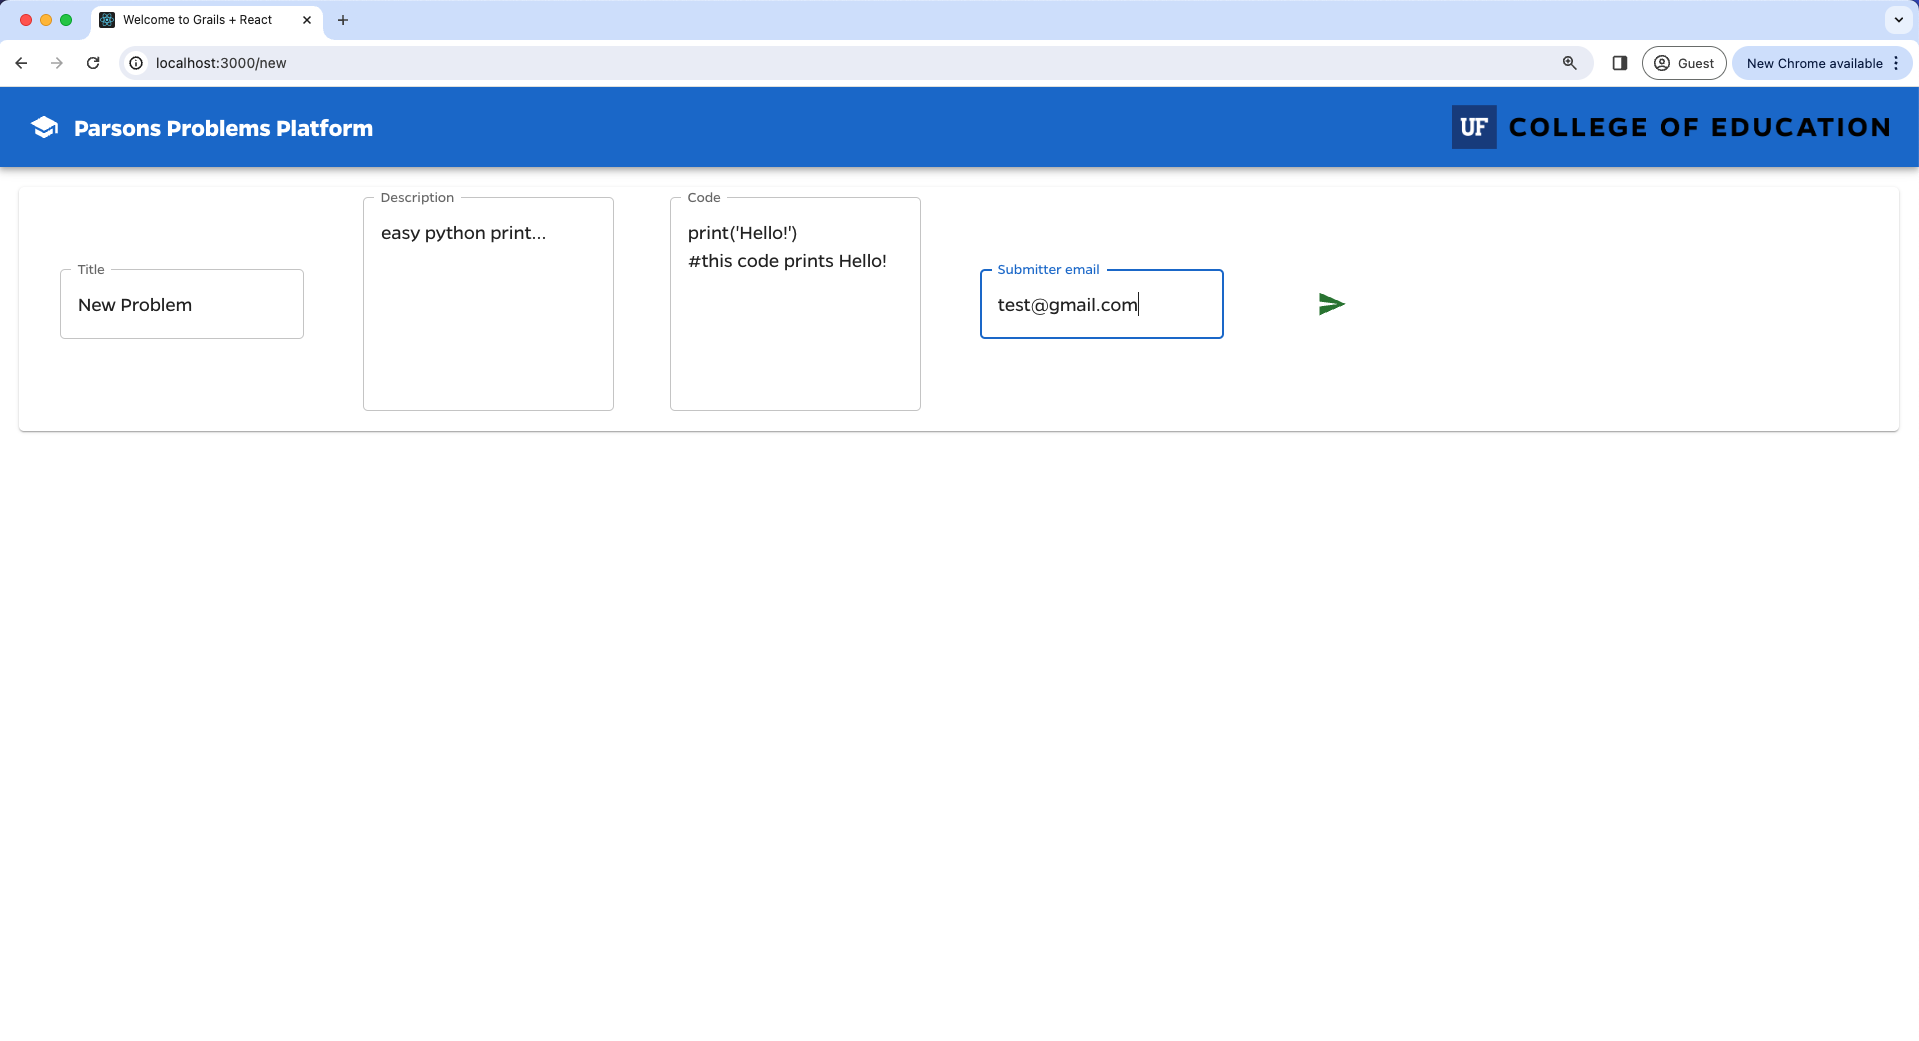 Welcome to Grails + React
localhost:3000/new
Guest
New Chrome available
Parsons Problems Platform
UF COLLEGE OF EDUCATION
Title
New Problem
Description
easy python print...
Code
print('Hello!')
#this code prints Hello!
Submitter email
test@gmail.com